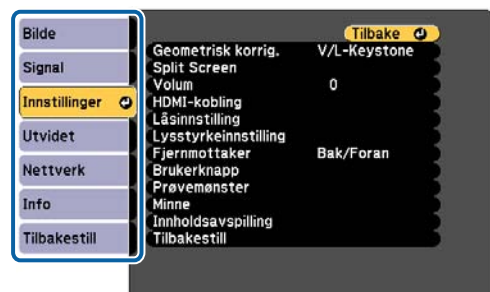 Bilde
Signal
Innstillinger
Utvidet
Nettverk
Info
Tilbakestill
Tilbake
Geometrisk korrig. V/L-Keystone
Split Screen
Volum 0
HDMI-kobling
Låsinnstilling
Lysstyrkeinnstilling
Fjernmottaker Bak/Foran
Brukerknapp
Prøvemønster
Minne
Innholdsavspilling
Tilbakestill